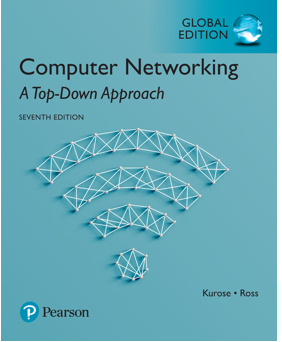 GLOBAL
EDITION
Computer Networking
A Top-Down Approach
SEVENTH EDITION
Kurose • Ross
P Pearson